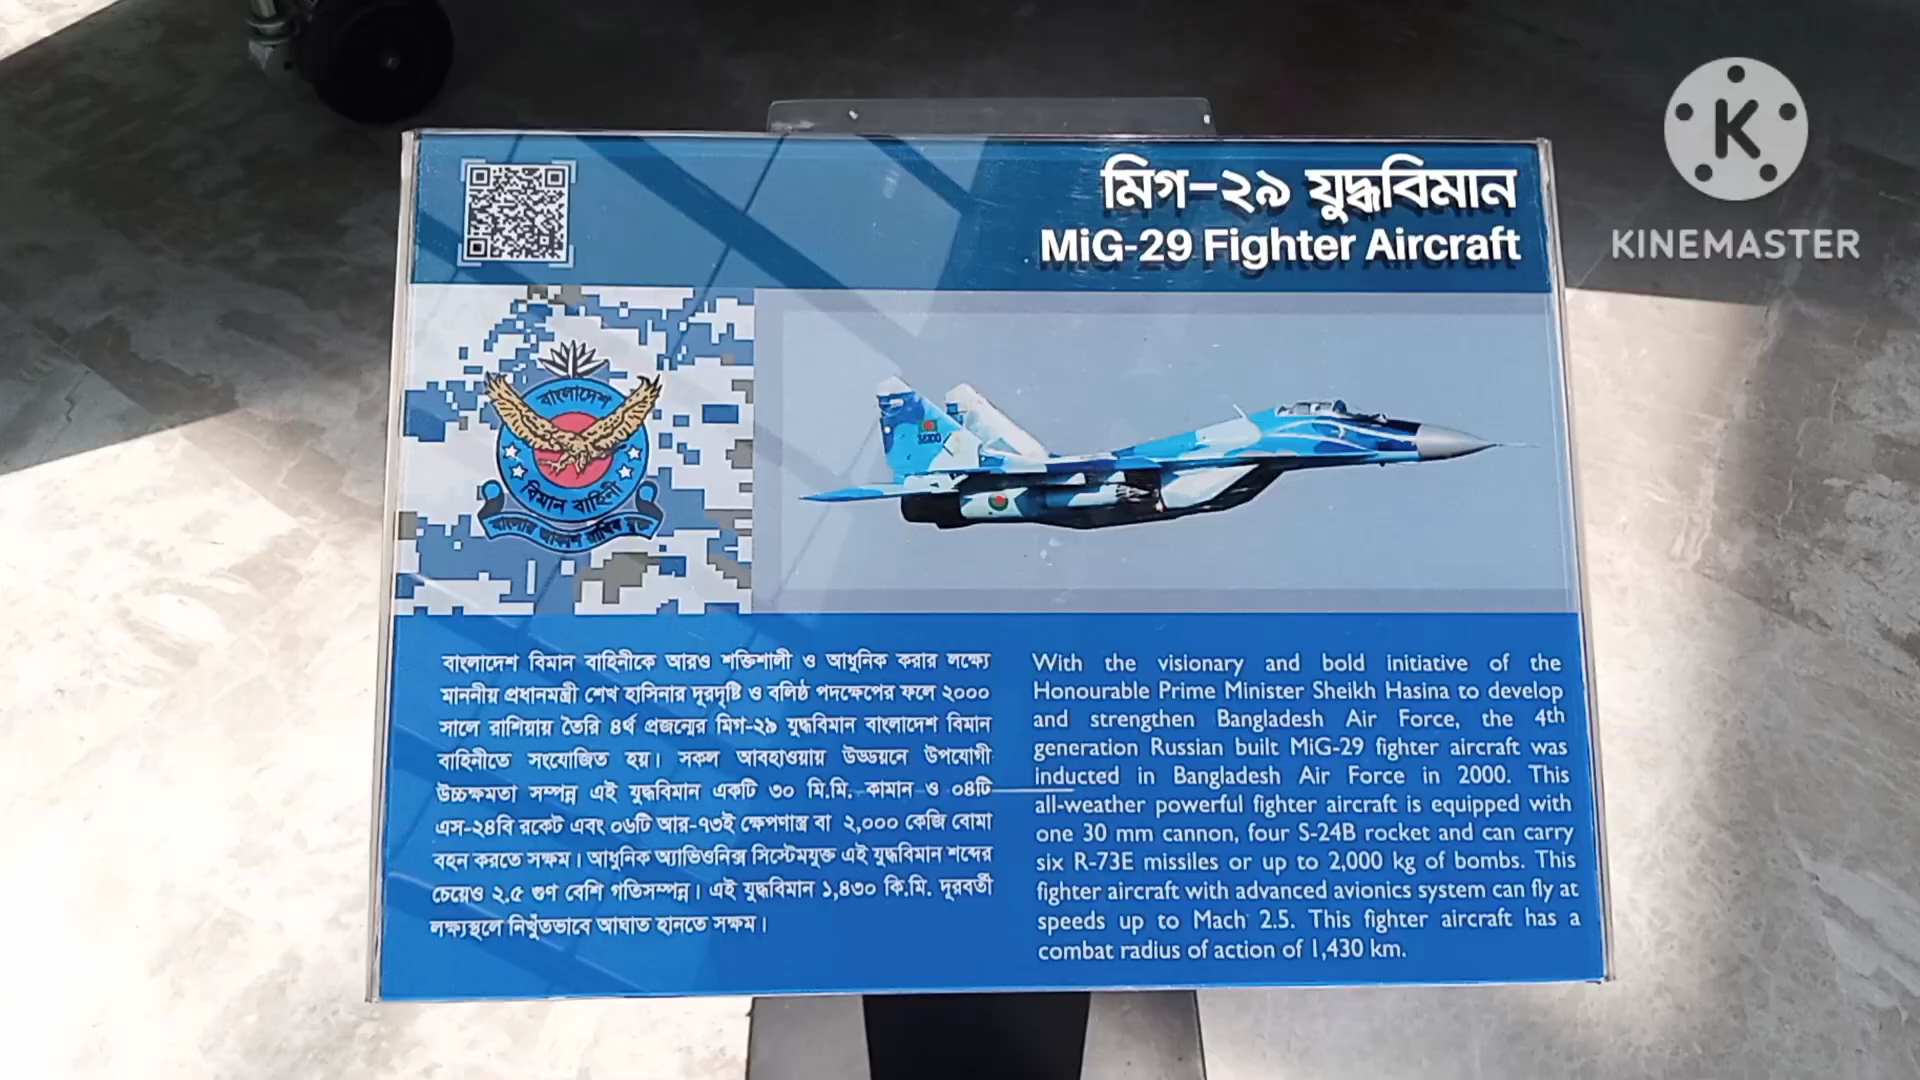 মিগ-২৯ যুদ্ধবিমান
MiG-29 Fighter Aircraft
KINEMASTER
বাংলাদেশ
বিমান বাহিনী
বাংলার আকাশ রাখিব মুক্ত
3000
বাংলাদেশ বিমান বাহিনীকে আরও শক্তিশালী ও আধুনিক করার লক্ষ্যে
মাননীয় প্রধানমন্ত্রী শেখ হাসিনার দূরদৃষ্টি ও বলিষ্ঠ পদক্ষেপের ফলে ২০০০
সালে রাশিয়ায় তৈরি ৪র্থ প্রজন্মের মিগ-২৯ যুদ্ধবিমান বাংলাদেশ বিমান
বাহিনীতে সংযোজিত হয়। সকল আবহাওয়ায় উড্ডয়নে উপযোগী
উচ্চক্ষমতা সম্পন্ন এই যুদ্ধবিমান একটি ৩০ মি.মি. কামান ও ০৪টি
এস-২৪বি রকেট এবং ০৬টি আর-৭৩ই ক্ষেপণাস্ত্র বা ২,০০০ কেজি বোমা
বহন করতে সক্ষম। আধুনিক অ্যাভিওনিক্স সিস্টেমযুক্ত এই যুদ্ধবিমান শব্দের
চেয়েও ২.৫ গুণ বেশি গতিসম্পন্ন। এই যুদ্ধবিমান ১,৪৩০ কি.মি. দূরবর্তী
লক্ষ্যস্থলে নিখুঁতভাবে আঘাত হানতে সক্ষম।
With the visionary and bold initiative of the
Honourable Prime Minister Sheikh Hasina to develop
and strengthen Bangladesh Air Force, the 4th
generation Russian built MiG-29 fighter aircraft was
inducted in Bangladesh Air Force in 2000. This
all-weather powerful fighter aircraft is equipped with
one 30 mm cannon, four S-24B rocket and can carry
six R-73E missiles or up to 2,000 kg of bombs. This
fighter aircraft with advanced avionics system can fly at
speeds up to Mach 2.5. This fighter aircraft has a
combat radius of action of 1,430 km.